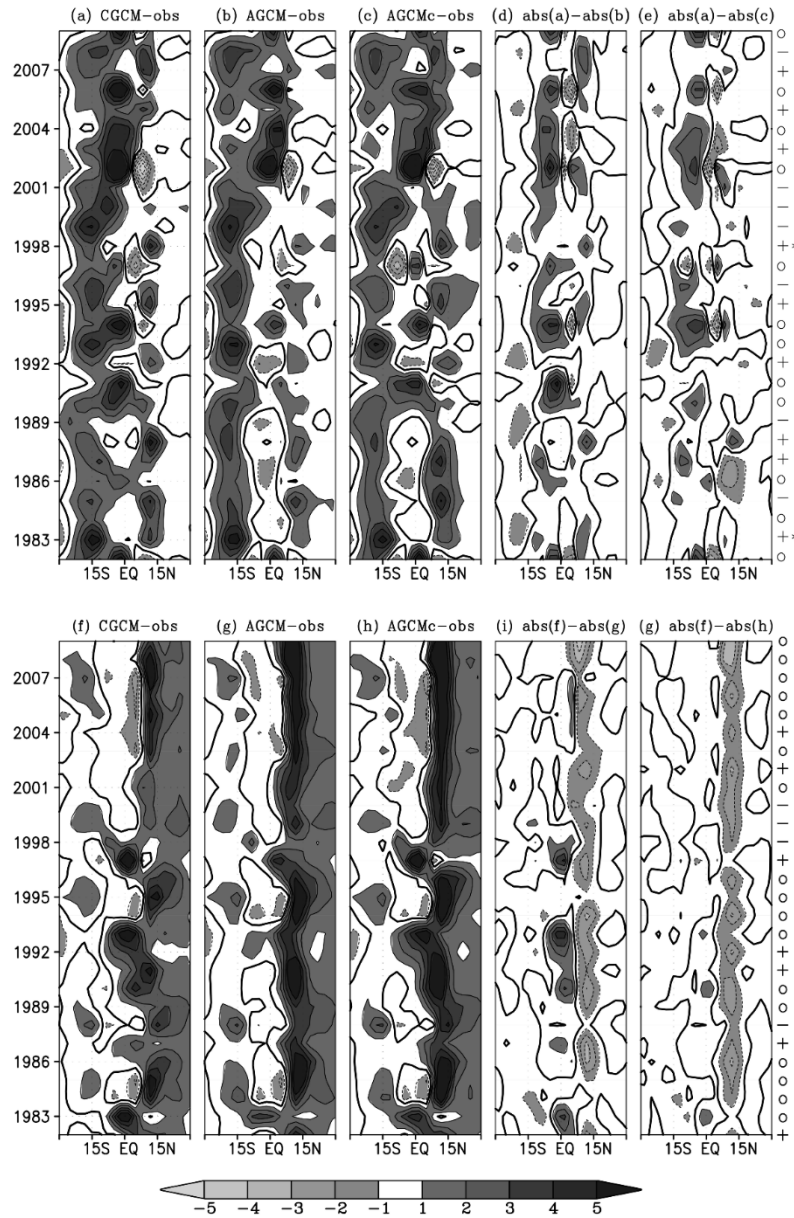 (a) CGCM-obs (b) AGCM-obs (c) AGCMc-obs (d) abs(a)-abs(b) (e) abs(a)-abs(c)
2007
2004
2001
1998
1995
1992
1989
1986
1983
o
-
+
o
+
o
+
o
-
-
-
+*
o
-
+
o
o
+
o
o
-
+
+
o
-
o
+*
o
15S EQ 15N 15S EQ 15N 15S EQ 15N 15S EQ 15N 15S EQ 15N
(f) CGCM-obs (g) AGCM-obs (h) AGCMc-obs (i) abs(f)-abs(g) (g) abs(f)-abs(h)
2007
2004
2001
1998
1995
1992
1989
1986
1983
o
o
o
o
o
+
o
+
o
-
-
-
+
o
o
o
o
+
+
o
o
-
+
o
o
o
o
+
15S EQ 15N 15S EQ 15N 15S EQ 15N 15S EQ 15N 15S EQ 15N
-5 -4 -3 -2 -1 1 2 3 4 5